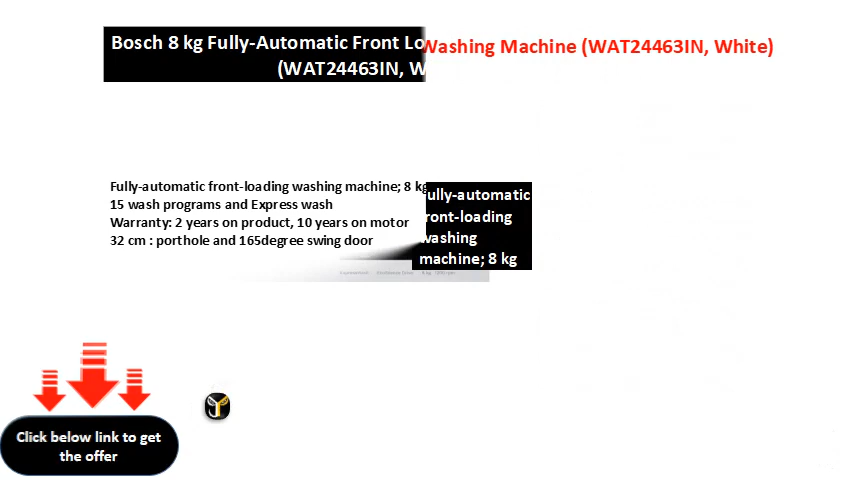 Bosch 8 kg Fully-Automatic Front Lo
Washing Machine (WAT24463IN, White)
(WAT24463IN, W
Fully-automatic front-loading washing machine; 8 kg
15 wash programs and Express wash
Warranty: 2 years on product, 10 years on motor
32 cm : porthole and 165degree swing door
Fully-automatic
front-loading
washing
machine; 8 kg
Click below link to get
the offer